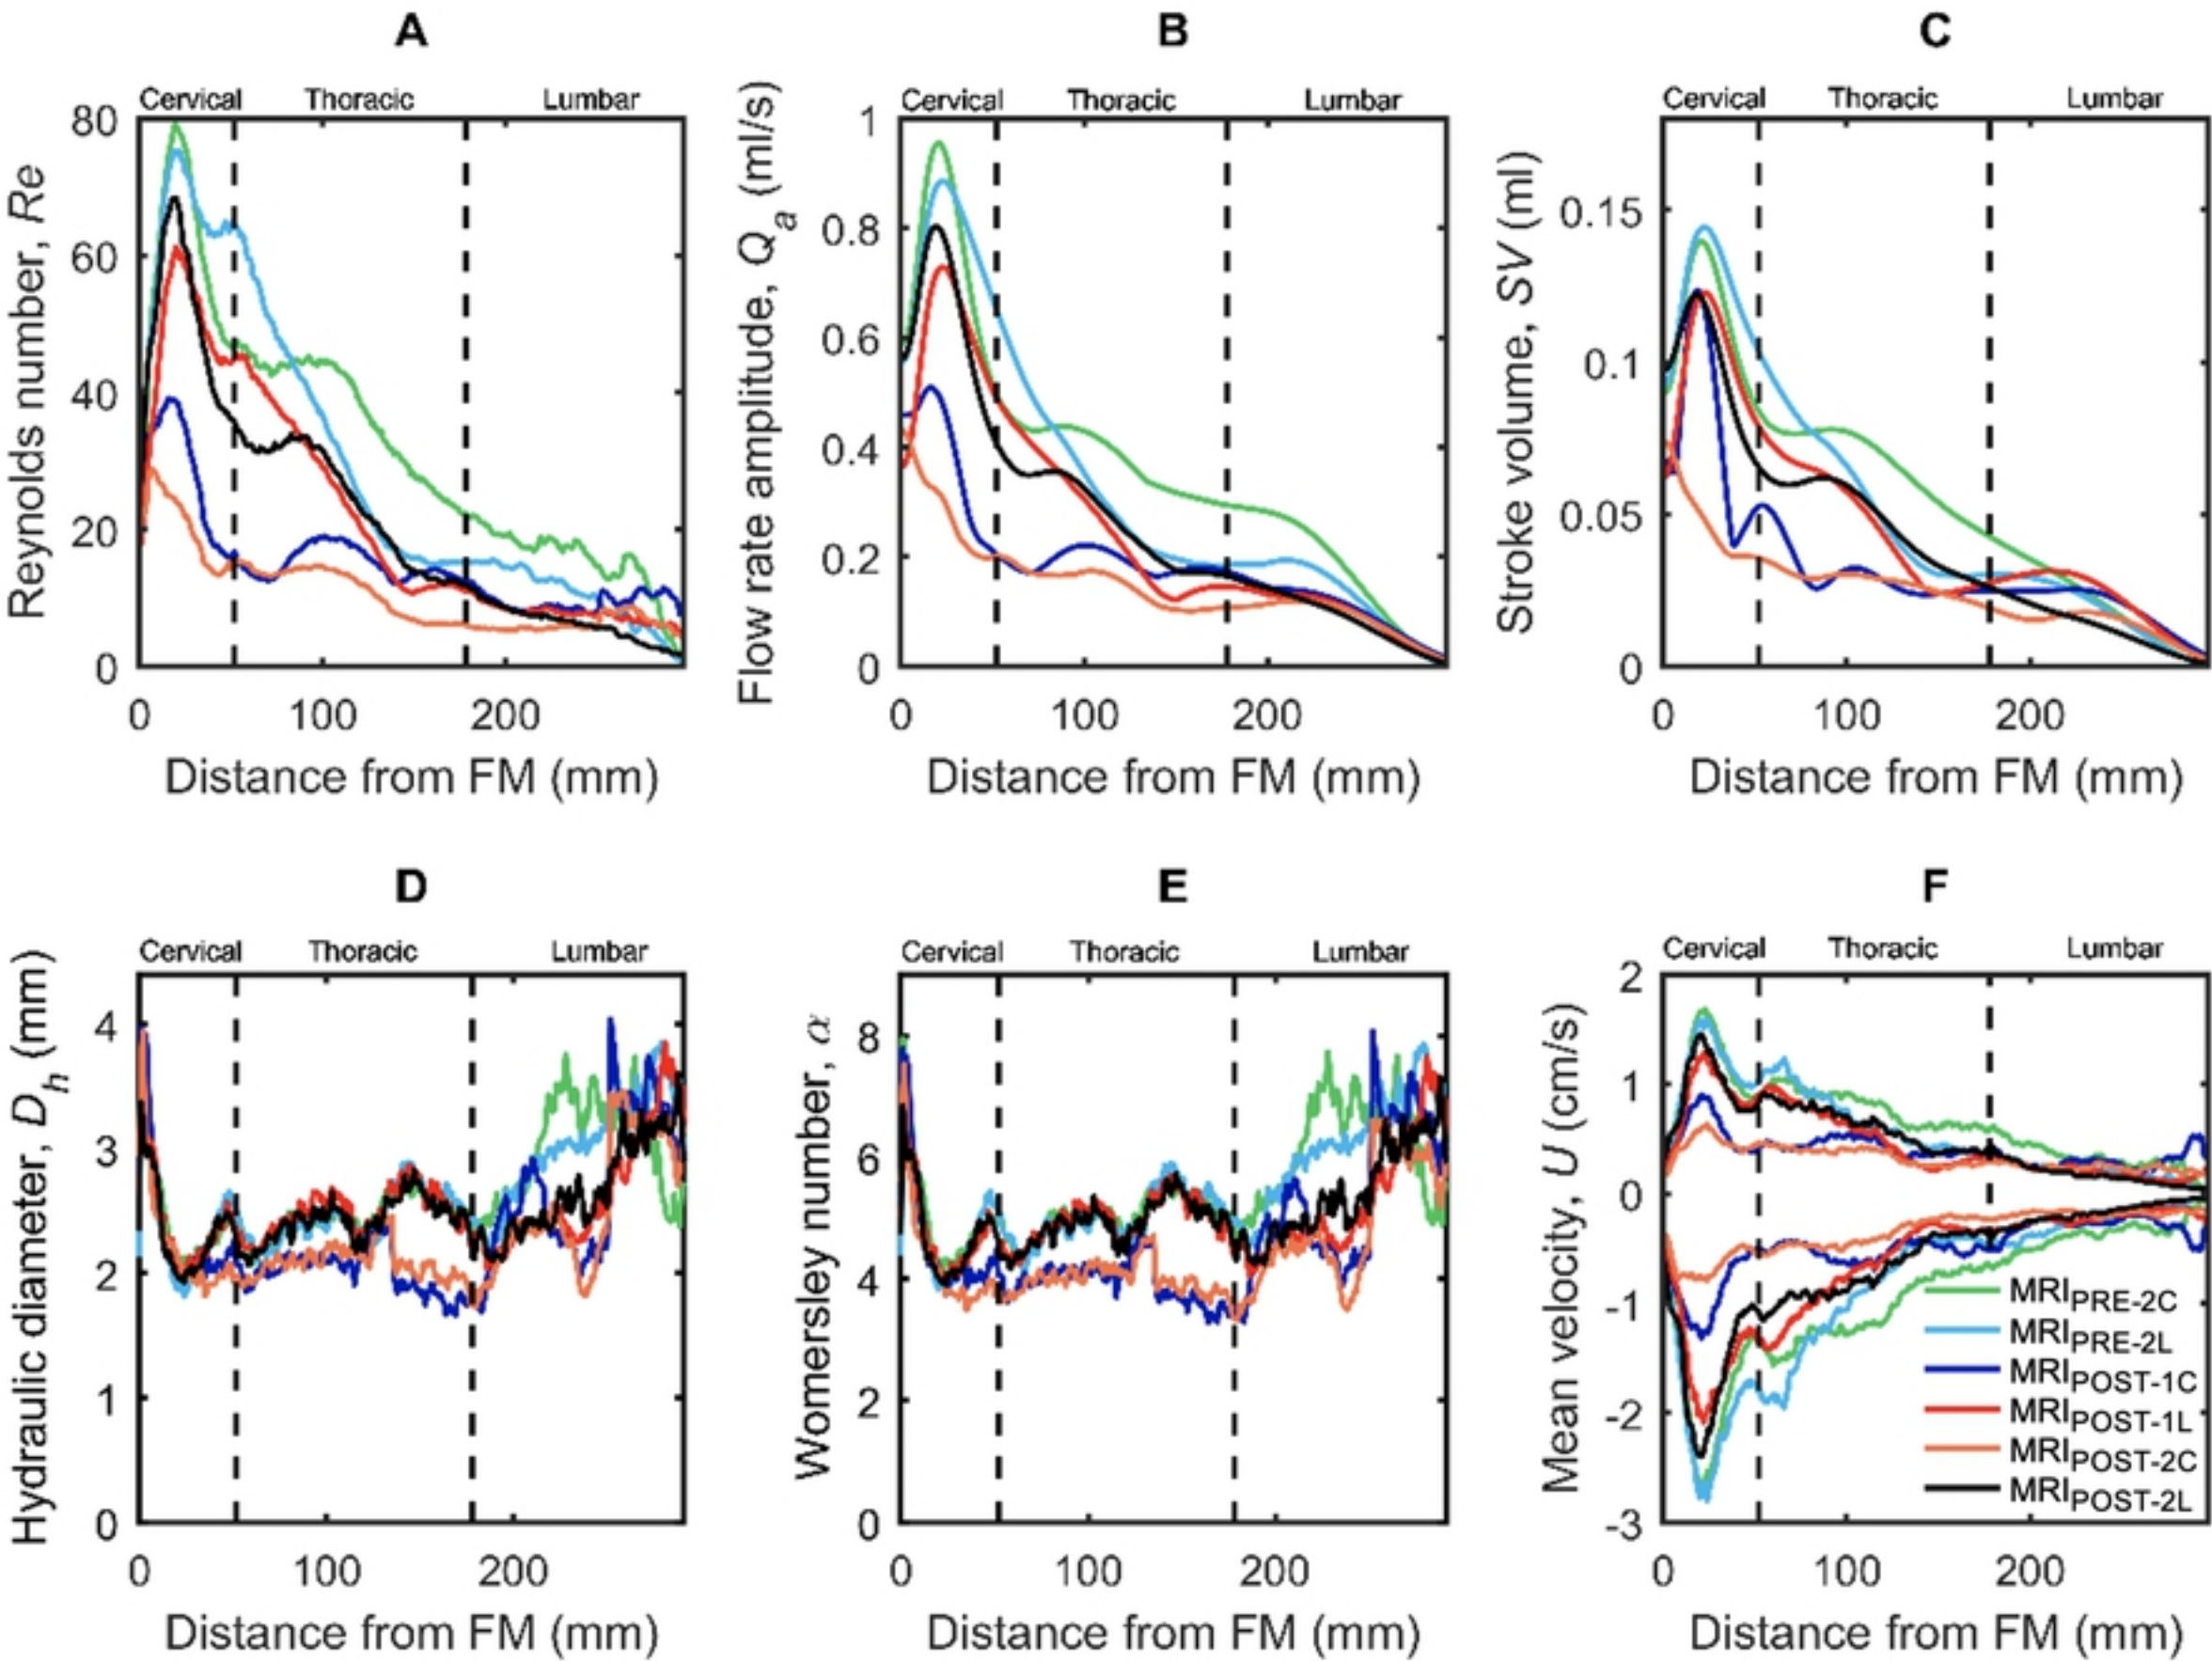 A
Cervical Thoracic Lumbar
Reynolds number, Re
80
60
40
20
0
0 100 200
Distance from FM (mm)
B
Cervical Thoracic Lumbar
Flow rate amplitude, Qa (ml/s)
1
0.8
0.6
0.4
0.2
0
0 100 200
Distance from FM (mm)
C
Cervical Thoracic Lumbar
Stroke volume, SV (ml)
0.15
0.1
0.05
0
0 100 200
Distance from FM (mm)
D
Cervical Thoracic Lumbar
Hydraulic diameter, Dh (mm)
4
3
2
1
0
0 100 200
Distance from FM (mm)
E
Cervical Thoracic Lumbar
Womersley number, α
8
6
4
2
0
0 100 200
Distance from FM (mm)
F
Cervical Thoracic Lumbar
Mean velocity, U (cm/s)
2
1
0
-1
-2
-3
0 100 200
Distance from FM (mm)
MRIPRE-2C
MRIPRE-2L
MRIPOST-1C
MRIPOST-1L
MRIPOST-2C
MRIPOST-2L